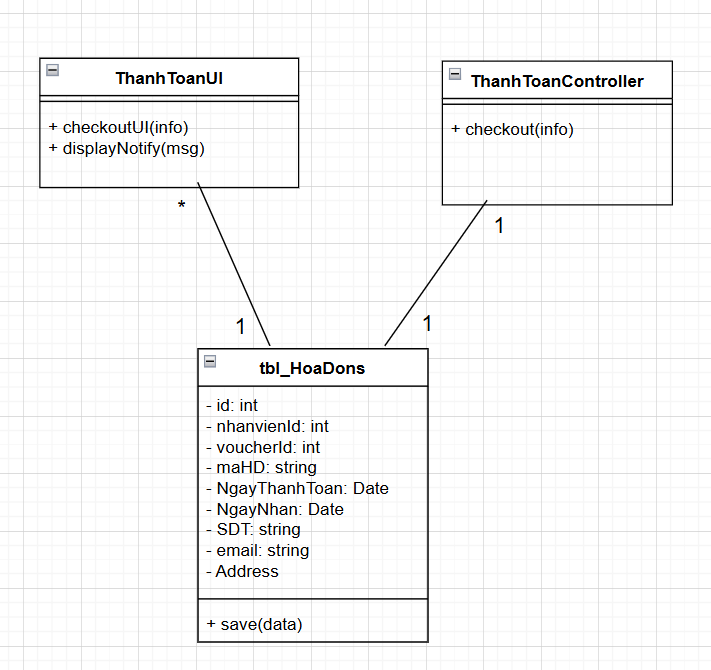 ThanhToanUI
+ checkoutUI(info)
+ displayNotify(msg)
*
1
ThanhToanController
+ checkout(info)
1
1
tbl_HoaDons
- id: int
- nhanvienId: int
- voucherId: int
- maHD: string
- NgayThanhToan: Date
- NgayNhan: Date
- SDT: string
- email: string
- Address
+ save(data)